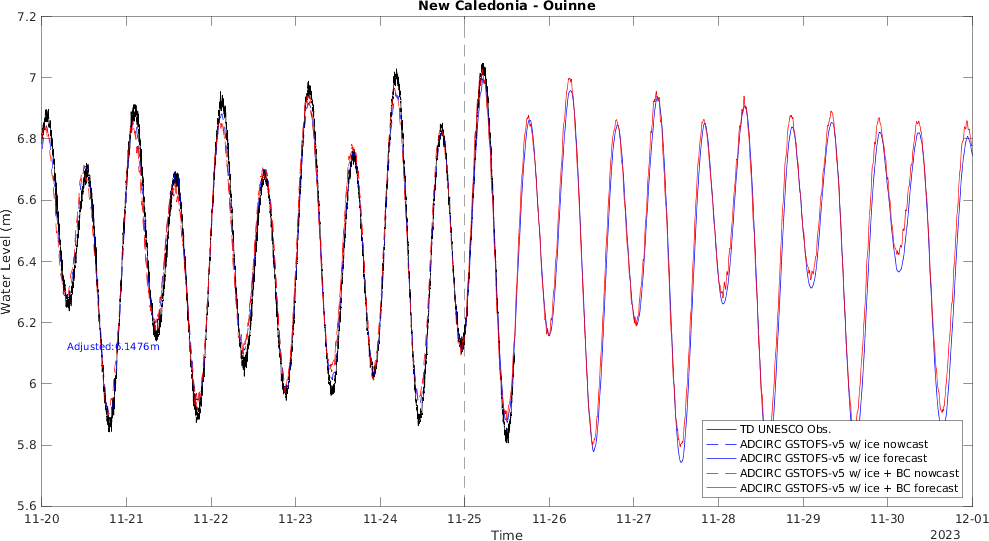 New Caledonia - Ouinne
7.2
7
6.8
6.6
6.4
6.2
6
5.8
5.6
Water Level (m)
Adjusted:6.1476m
TD UNESCO Obs.
ADCIRC GSTOFS-v5 w/ ice nowcast
ADCIRC GSTOFS-v5 w/ ice forecast
ADCIRC GSTOFS-v5 w/ ice + BC nowcast
ADCIRC GSTOFS-v5 w/ ice + BC forecast
11-20 11-21 11-22 11-23 11-24 11-25 11-26 11-27 11-28 11-29 11-30 12-01
Time
2023